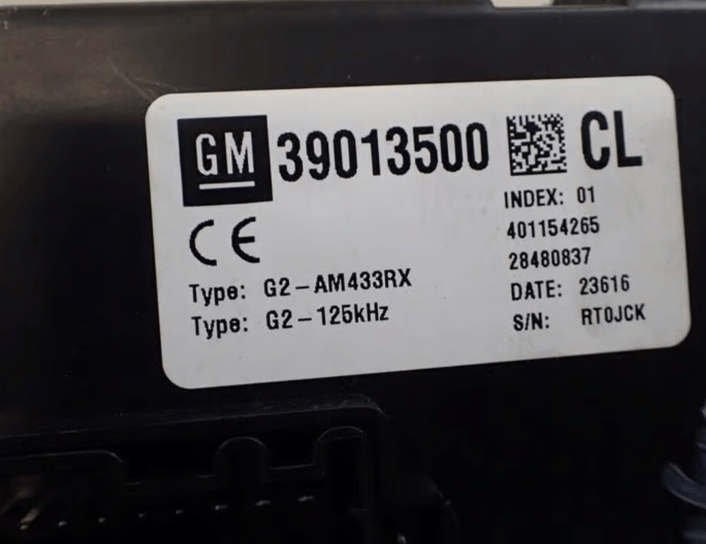 GM 39013500 CL
INDEX: 01
401154265
28480837
DATE: 23616
S/N: RT0JCK
CE
Type: G2-AM433RX
Type: G2-125kHz